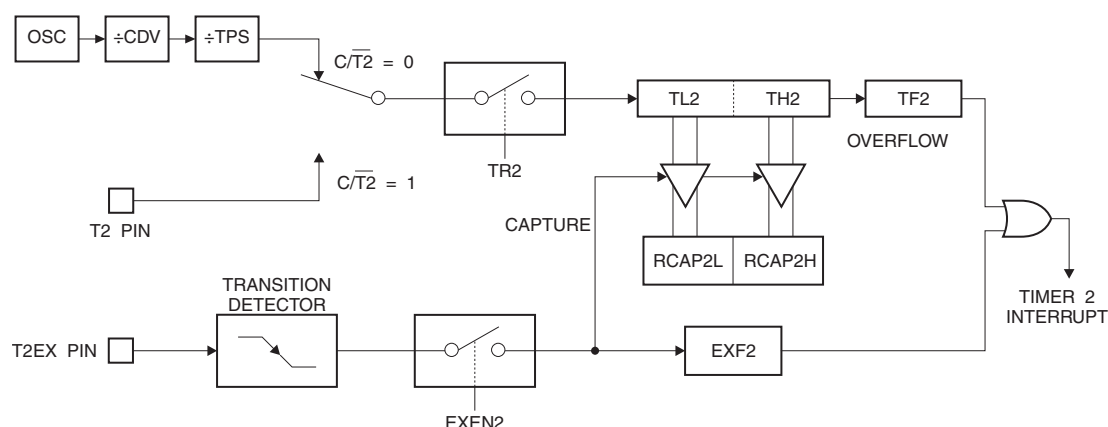 OSC
÷CDV
÷TPS
C/T2 = 0
TL2
TH2
TF2
OVERFLOW
TR2
C/T2 = 1
T2 PIN
CAPTURE
RCAP2L
RCAP2H
TRANSITION
DETECTOR
TIMER 2
INTERRUPT
T2EX PIN
EXF2
EXEN2